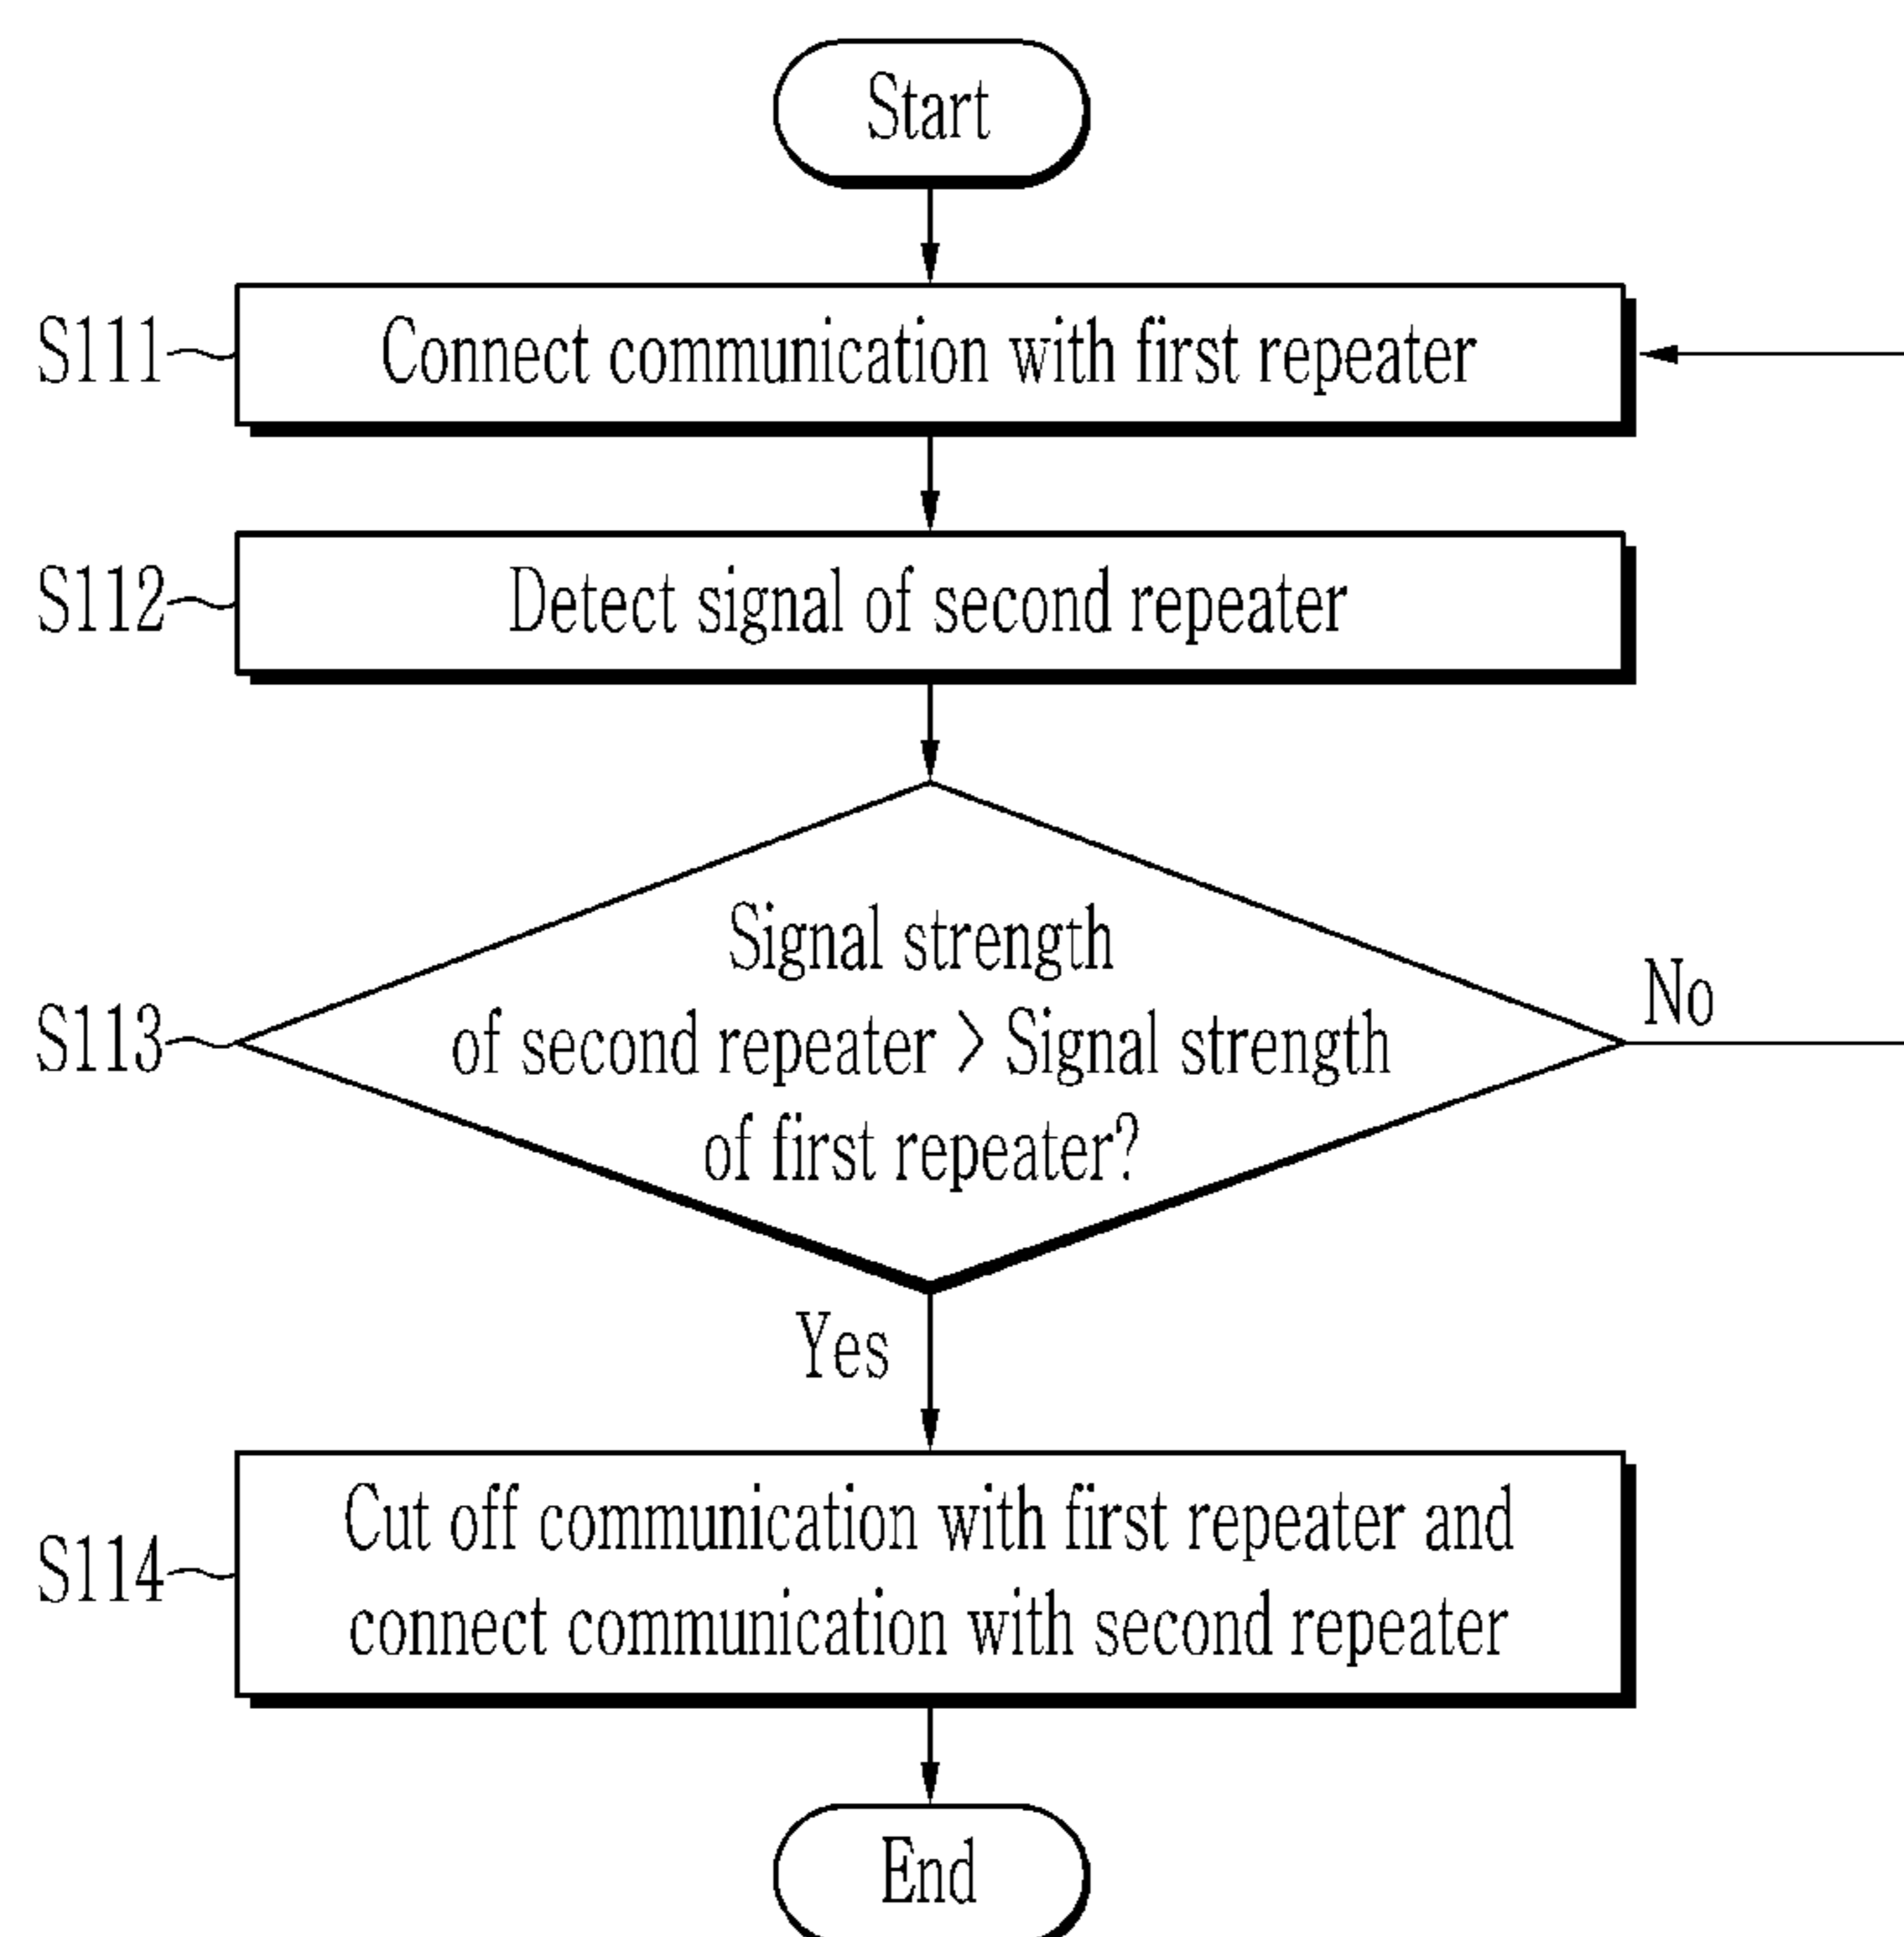 Start
S111
Connect communication with first repeater
S112
Detect signal of second repeater
Signal strength
S113
of second repeater > Signal strength
No
of first repeater?
Yes
S114
Cut off communication with first repeater and
connect communication with second repeater
End